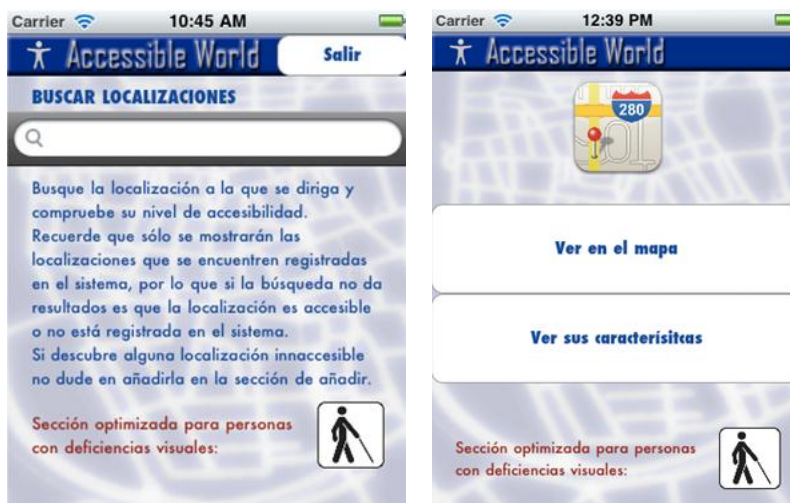 Carrier 10:45 AM
Accessible World Salir
BUSCAR LOCALIZACIONES
Busque la localización a la que se diriga y
compruebe su nivel de accesibilidad.
Recuerde que sólo se mostrarán las
localizaciones que se encuentren registradas
en el sistema, por lo que si la búsqueda no da
resultados es que la localización es accesible
o no está registrada en el sistema.
Si descubre alguna localización innaccesible
no dude en añadirla en la sección de añadir.
Sección optimizada para personas
con deficiencias visuales:
Carrier 12:39 PM
Accessible World
280
Ver en el mapa
Ver sus caracterísitcas
Sección optimizada para personas
con deficiencias visuales: